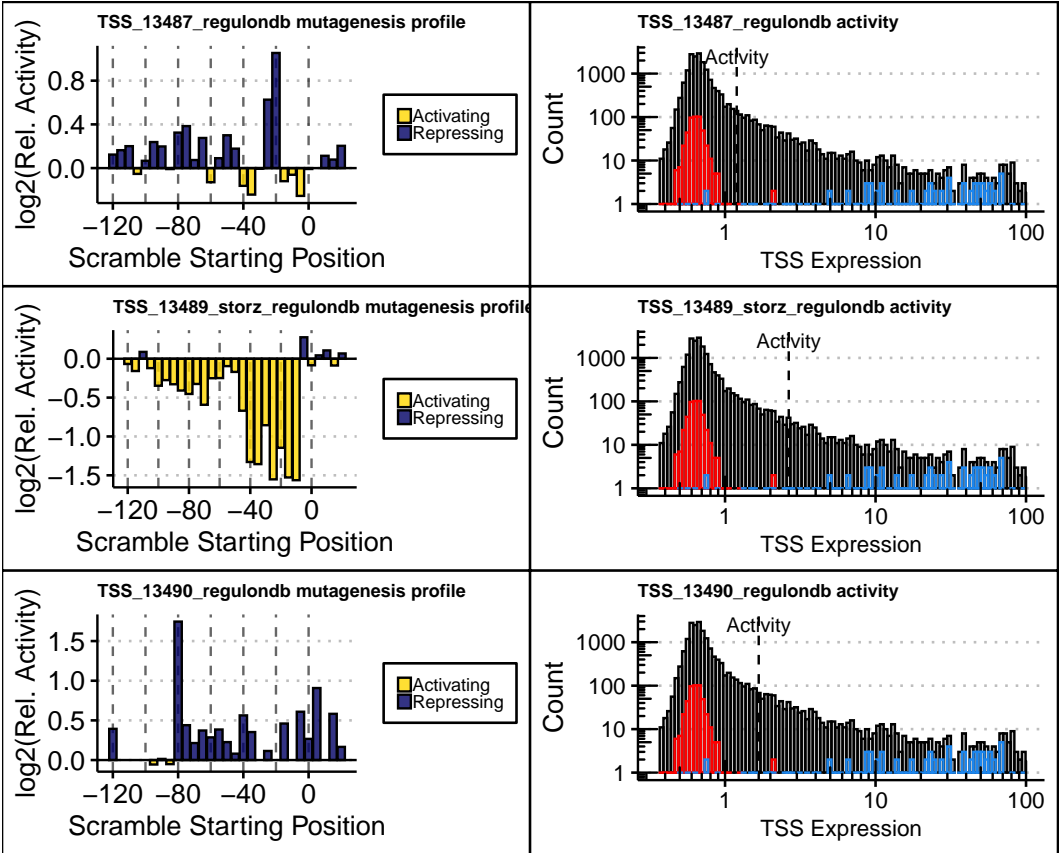 TSS_13487_regulondb mutagenesis profile
log2(Rel. Activity)
0.8
0.4
0.0
−120 −80 −40 0
Scramble Starting Position
Activating
Repressing
TSS_13487_regulondb activity
Activity
Count
1000
100
10
1
1 10 100
TSS Expression
TSS_13489_storz_regulondb mutagenesis profile
log2(Rel. Activity)
0.0
−0.5
−1.0
−1.5
−120 −80 −40 0
Scramble Starting Position
Activating
Repressing
TSS_13489_storz_regulondb activity
Activity
Count
1000
100
10
1
1 10 100
TSS Expression
TSS_13490_regulondb mutagenesis profile
log2(Rel. Activity)
1.5
1.0
0.5
0.0
−120 −80 −40 0
Scramble Starting Position
Activating
Repressing
TSS_13490_regulondb activity
Activity
Count
1000
100
10
1
1 10 100
TSS Expression